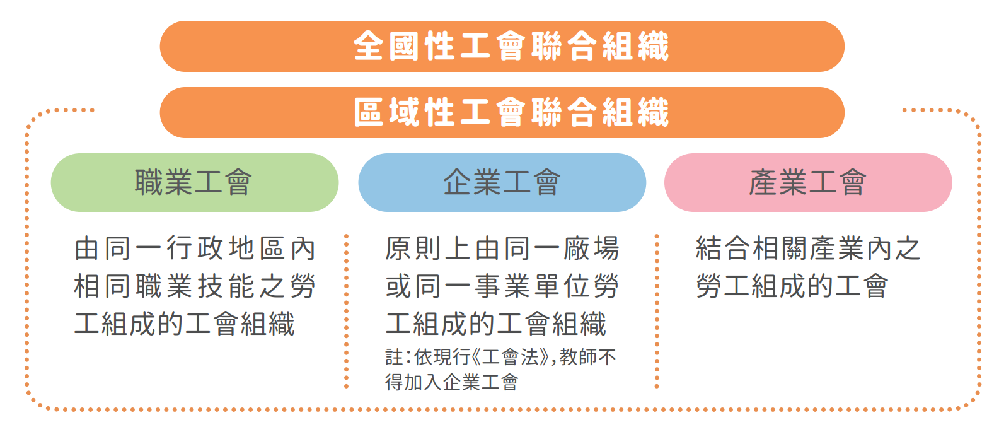 全國性工會聯合組織
區域性工會聯合組織
職業工會
由同一行政地區內
相同職業技能之勞
工組成的工會組織
企業工會
原則上由同一廠場
或同一事業單位勞
工組成的工會組織
註：依現行《工會法》，教師不
得加入企業工會
產業工會
結合相關產業內之
勞工組成的工會